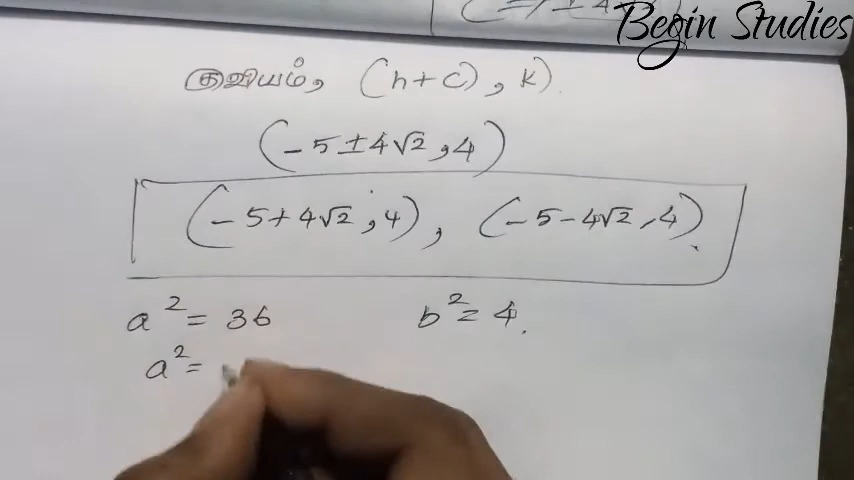 Begin Studies
குவியம், (h+c), k)
(-5±4√2, 4)
(-5+4√2, 4), (-5-4√2, 4)
a² = 36 b² = 4.
a² =